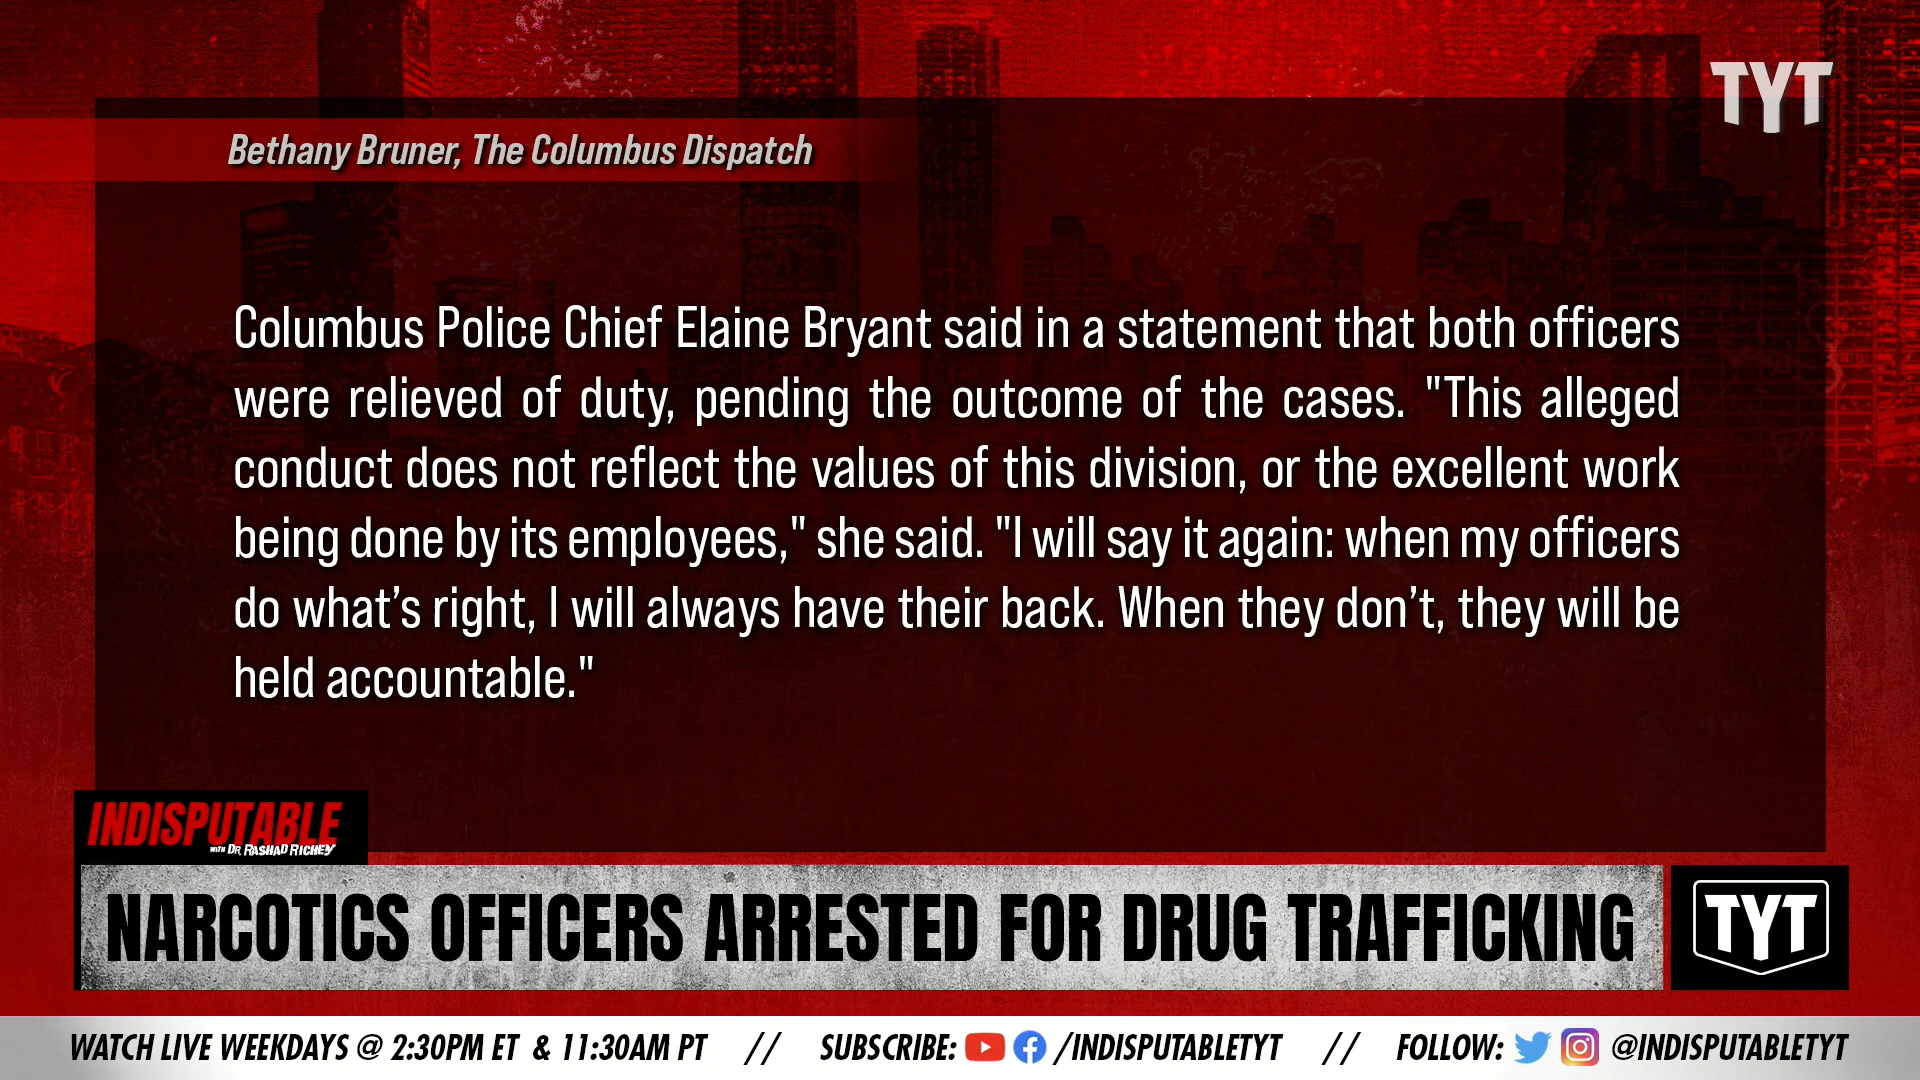 TYT
Bethany Bruner, The Columbus Dispatch
Columbus Police Chief Elaine Bryant said in a statement that both officers
were relieved of duty, pending the outcome of the cases. "This alleged
conduct does not reflect the values of this division, or the excellent work
being done by its employees," she said. "I will say it again: when my officers
do what’s right, I will always have their back. When they don’t, they will be
held accountable."
INDISPUTABLE
WITH DR RASHAD RICHEY
NARCOTICS OFFICERS ARRESTED FOR DRUG TRAFFICKING
TYT
WATCH LIVE WEEKDAYS @ 2:30PM ET & 11:30AM PT // SUBSCRIBE: /INDISPUTABLETYT // FOLLOW: @INDISPUTABLETYT